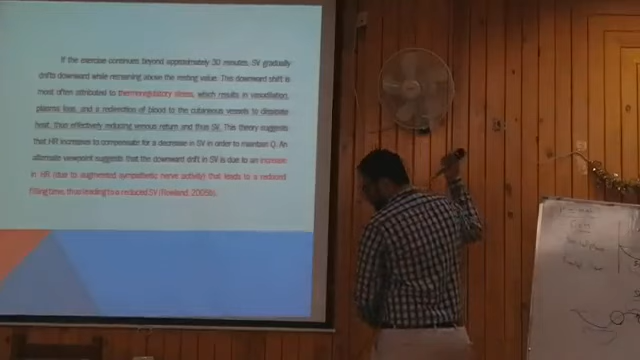 If the exercise continues beyond approximately 30 minutes, SV gradually
drifts downward while remaining above the resting value. This downward shift is
most often attributed to thermoregulatory stress, which results in vasodilation,
plasma loss, and a redirection of blood to the cutaneous vessels to dissipate
heat, thus effectively reducing venous return and thus SV. This theory suggests
that HR increases to compensate for a decrease in SV in order to maintain Q. An
alternate viewpoint suggests that the downward drift in SV is due to an increase
in HR (due to augmented sympathetic nerve activity) that leads to a reduced
filling time, thus leading to a reduced SV (Rowland, 2005b).